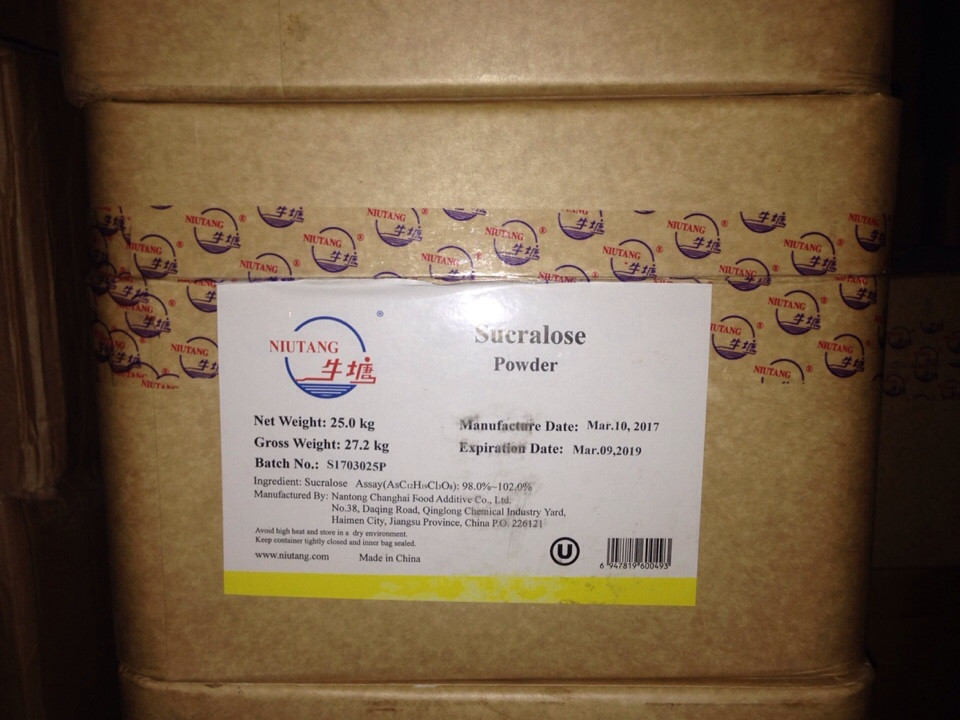 NIUTANG
牛塘
®
Sucralose
Powder
Net Weight: 25.0 kg
Gross Weight: 27.2 kg
Batch No.: S1703025P
Manufacture Date: Mar.10, 2017
Expiration Date: Mar.09,2019
Ingredient: Sucralose Assay(AsC₁₂H₁₉Cl₃O₈): 98.0%~102.0%
Manufactured By: Nantong Changhai Food Additive Co., Ltd.
No.38, Daqing Road, Qinglong Chemical Industry Yard,
Haimen City, Jiangsu Province, China P.O. 226121
Avoid high heat and store in a dry environment.
Keep container tightly closed and inner bag sealed.
www.niutang.com Made in China
U
6 947819 600493